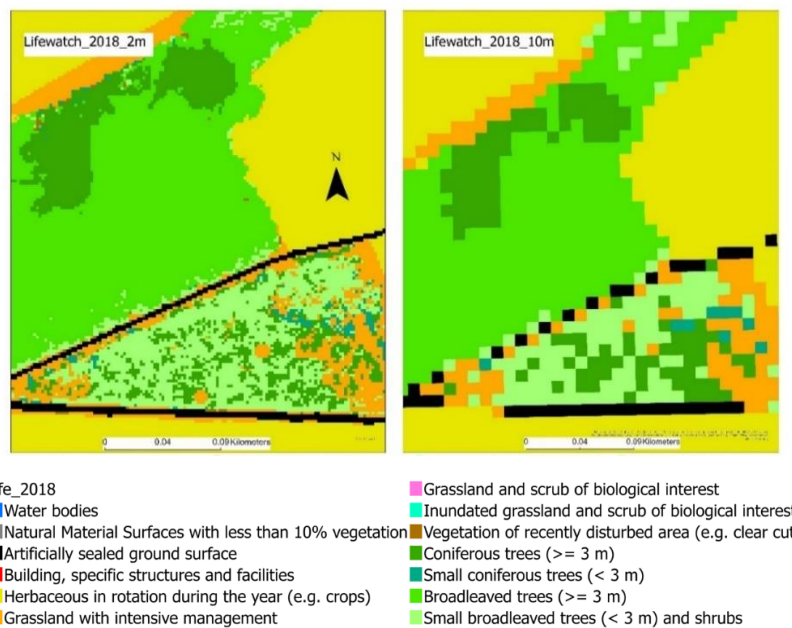 Lifewatch_2018_2m
Lifewatch_2018_10m
N
0 0.04 0.09 Kilometers
0 0.04 0.09 Kilometers
fe_2018
Water bodies
Natural Material Surfaces with less than 10% vegetation
Artificially sealed ground surface
Building, specific structures and facilities
Herbaceous in rotation during the year (e.g. crops)
Grassland with intensive management
Grassland and scrub of biological interest
Inundated grassland and scrub of biological interest
Vegetation of recently disturbed area (e.g. clear cut
Coniferous trees (>= 3 m)
Small coniferous trees (< 3 m)
Broadleaved trees (>= 3 m)
Small broadleaved trees (< 3 m) and shrubs